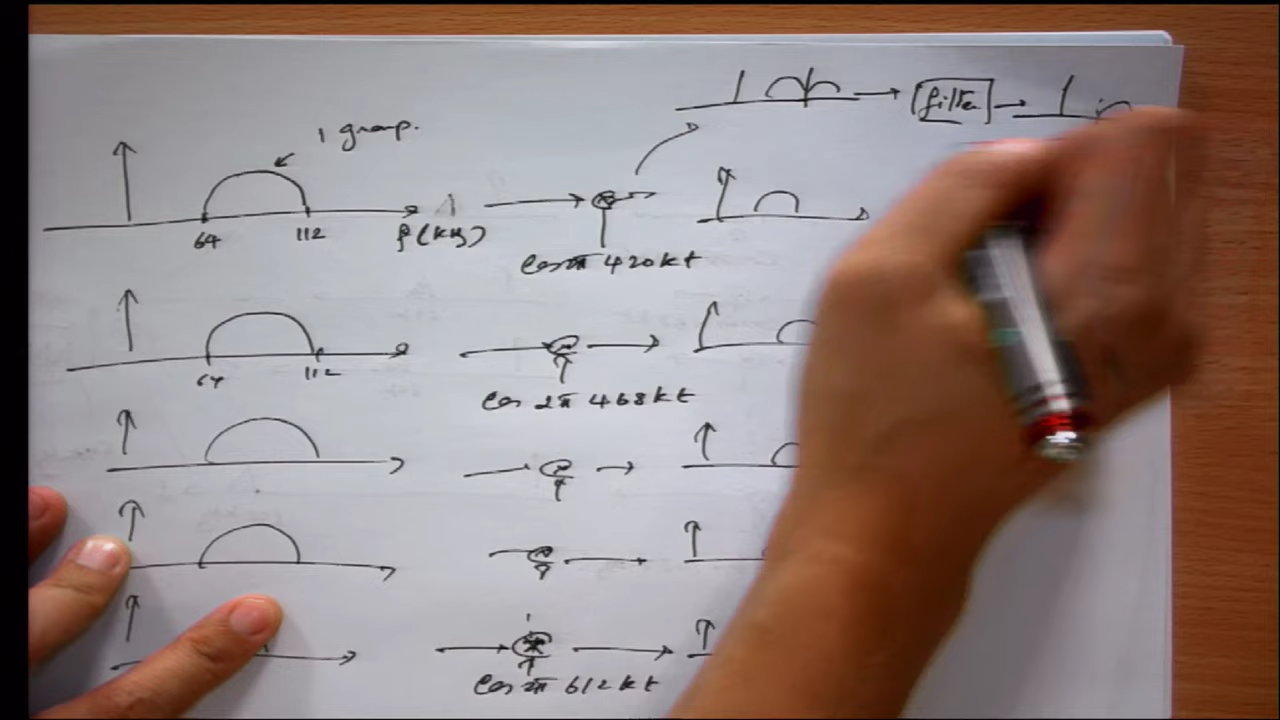 filter
1 group.
64 112 f(kHz)
Cos 2π 420kt
64 112
Cos 2π 468kt
Cos 2π 612kt